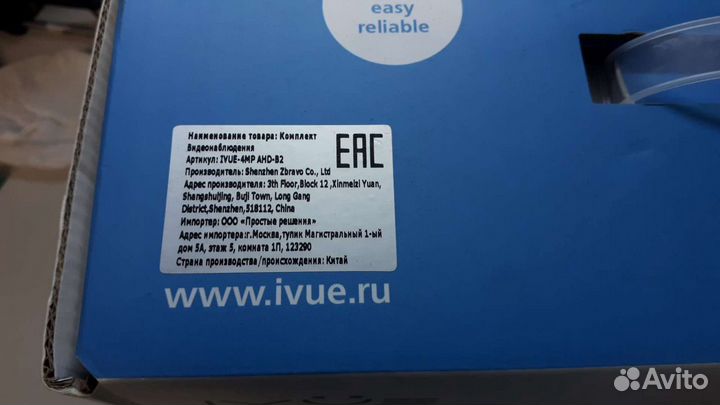 easy
reliable
Наименование товара: Комплект
Видеонаблюдения
Артикул: IVUE-4MP AHD-B2
Производитель: Shenzhen Zbravo Co., Ltd
Адрес производителя: 3th Floor,Block 12 ,Xinmeizi Yuan,
Shangshuijing, Buji Town, Long Gang
District,Shenzhen,518112, China
Импортер: ООО «Простые решения»
Адрес импортера:г.Москва,тупик Магистральный 1-ый
дом 5А, этаж 5, комната 1П, 123290
Страна производства/происхождения: Китай
EAC
www.ivue.ru
Avito